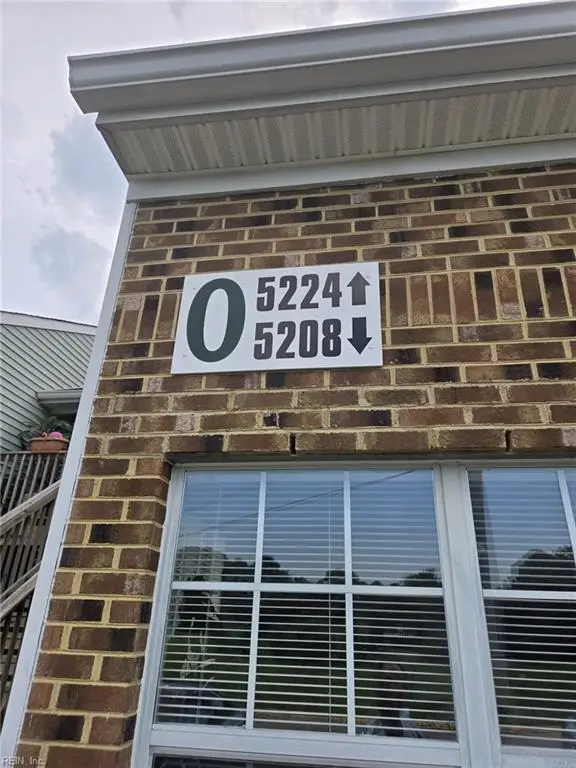 O
5224↑
5208↓
REIN, Inc.